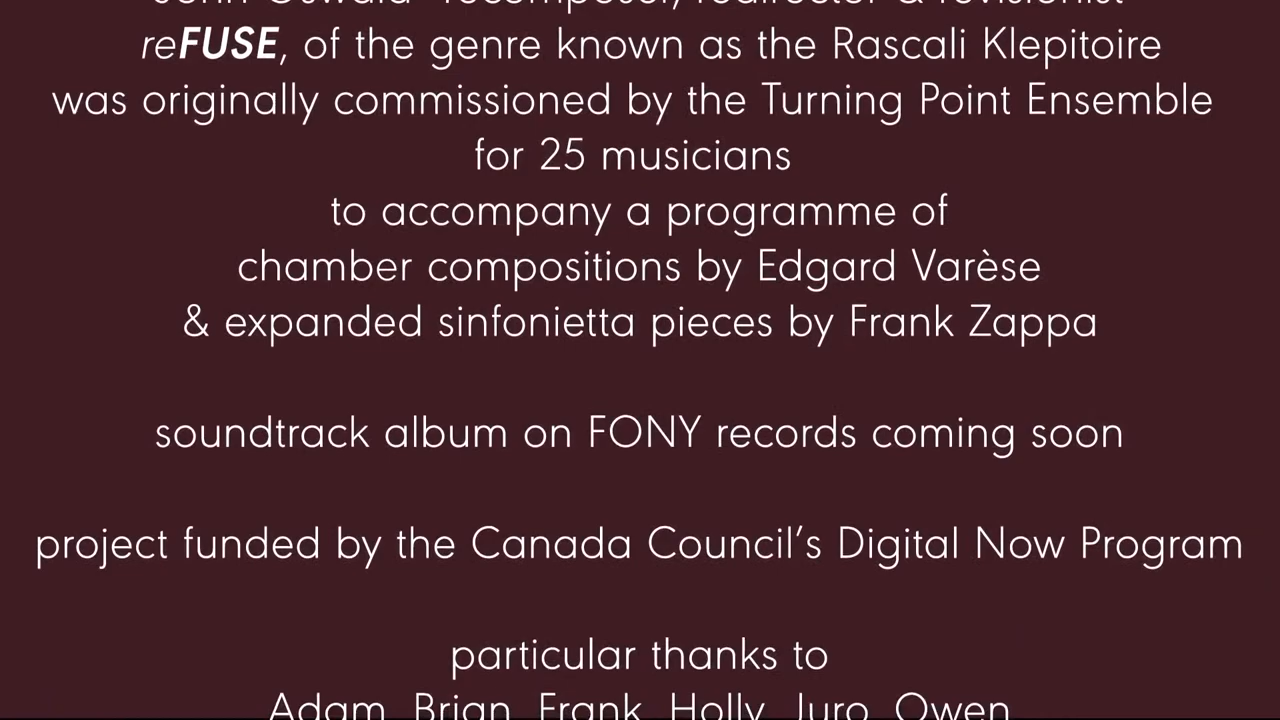 John Oswald recomposer, redirector & revisionist
reFUSE, of the genre known as the Rascali Klepitoire
was originally commissioned by the Turning Point Ensemble
for 25 musicians
to accompany a programme of
chamber compositions by Edgard Varèse
& expanded sinfonietta pieces by Frank Zappa
soundtrack album on FONY records coming soon
project funded by the Canada Council’s Digital Now Program
particular thanks to
Adam Brian Frank Holly Juro Owen